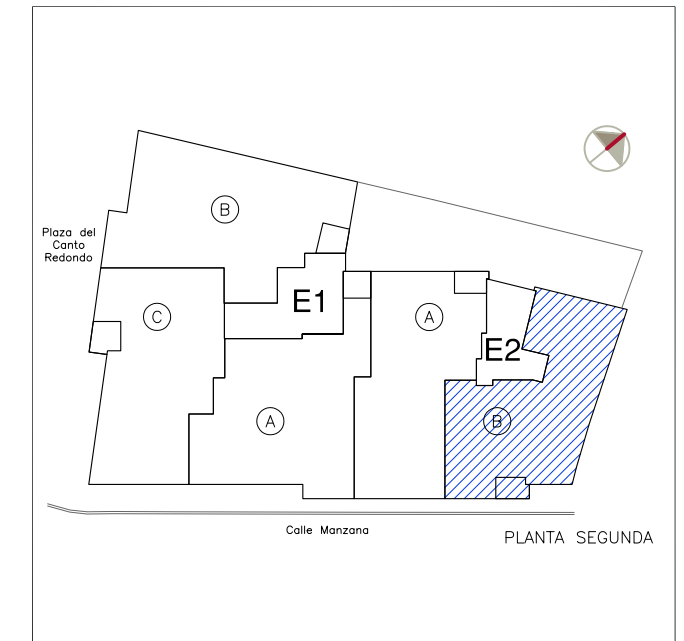 B
Plaza del
Canto
Redondo
E1
C
A
E2
A
B
Calle Manzana
PLANTA SEGUNDA